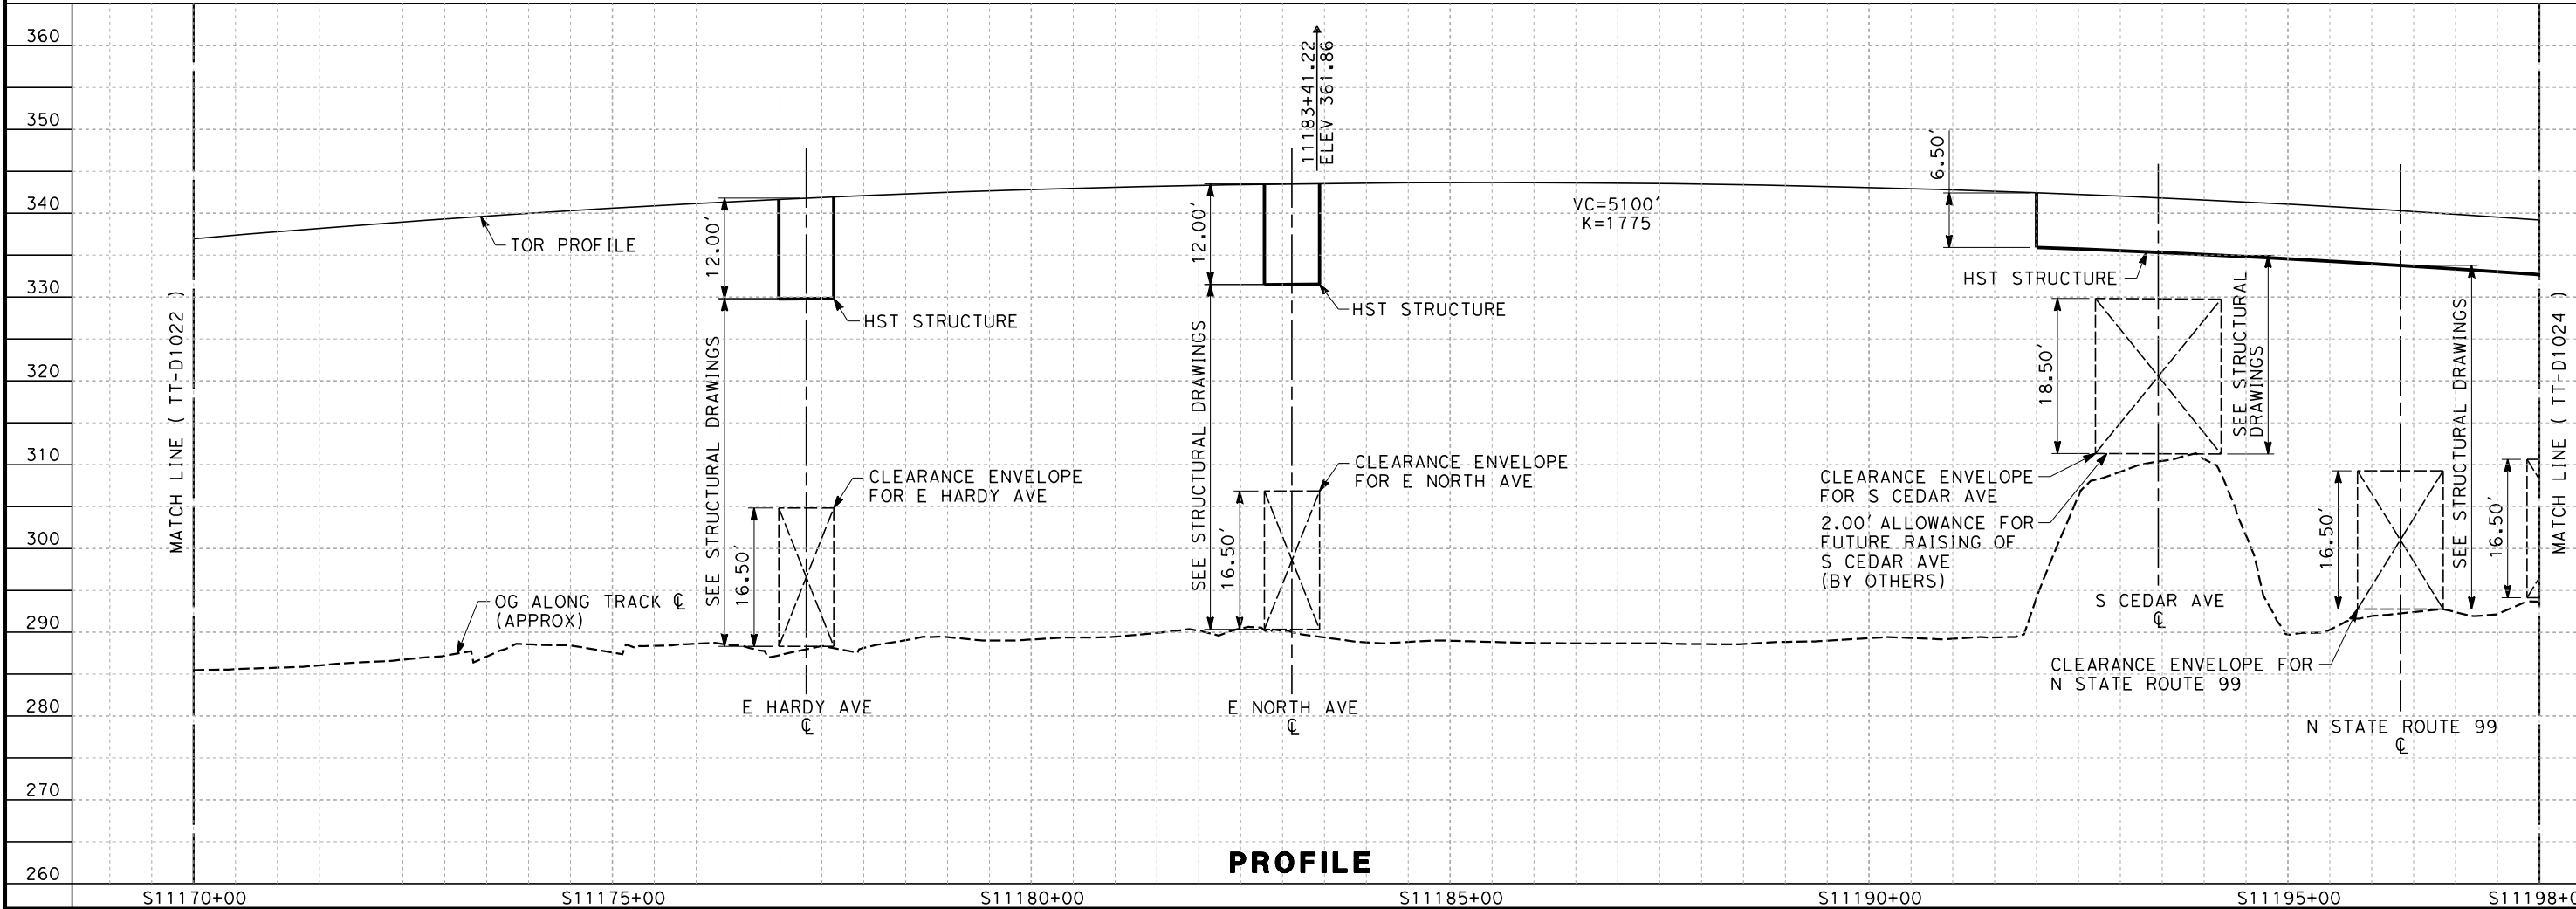 360
350
340
330
320
310
300
290
280
270
260
MATCH LINE ( TT-D1022 )
TOR PROFILE
OG ALONG TRACK ℄
(APPROX)
12.00'
SEE STRUCTURAL DRAWINGS
16.50'
HST STRUCTURE
CLEARANCE ENVELOPE
FOR E HARDY AVE
E HARDY AVE
℄
11183+41.22
ELEV 361.86
12.00'
SEE STRUCTURAL DRAWINGS
16.50'
HST STRUCTURE
CLEARANCE ENVELOPE
FOR E NORTH AVE
E NORTH AVE
℄
VC=5100'
K=1775
6.50'
HST STRUCTURE
18.50'
SEE STRUCTURAL
DRAWINGS
CLEARANCE ENVELOPE
FOR S CEDAR AVE
2.00' ALLOWANCE FOR
FUTURE RAISING OF
S CEDAR AVE
(BY OTHERS)
S CEDAR AVE
℄
16.50'
SEE STRUCTURAL DRAWINGS
16.50'
CLEARANCE ENVELOPE FOR
N STATE ROUTE 99
N STATE ROUTE 99
℄
MATCH LINE ( TT-D1024 )
PROFILE
S11170+00
S11175+00
S11180+00
S11185+00
S11190+00
S11195+00
S11198+0